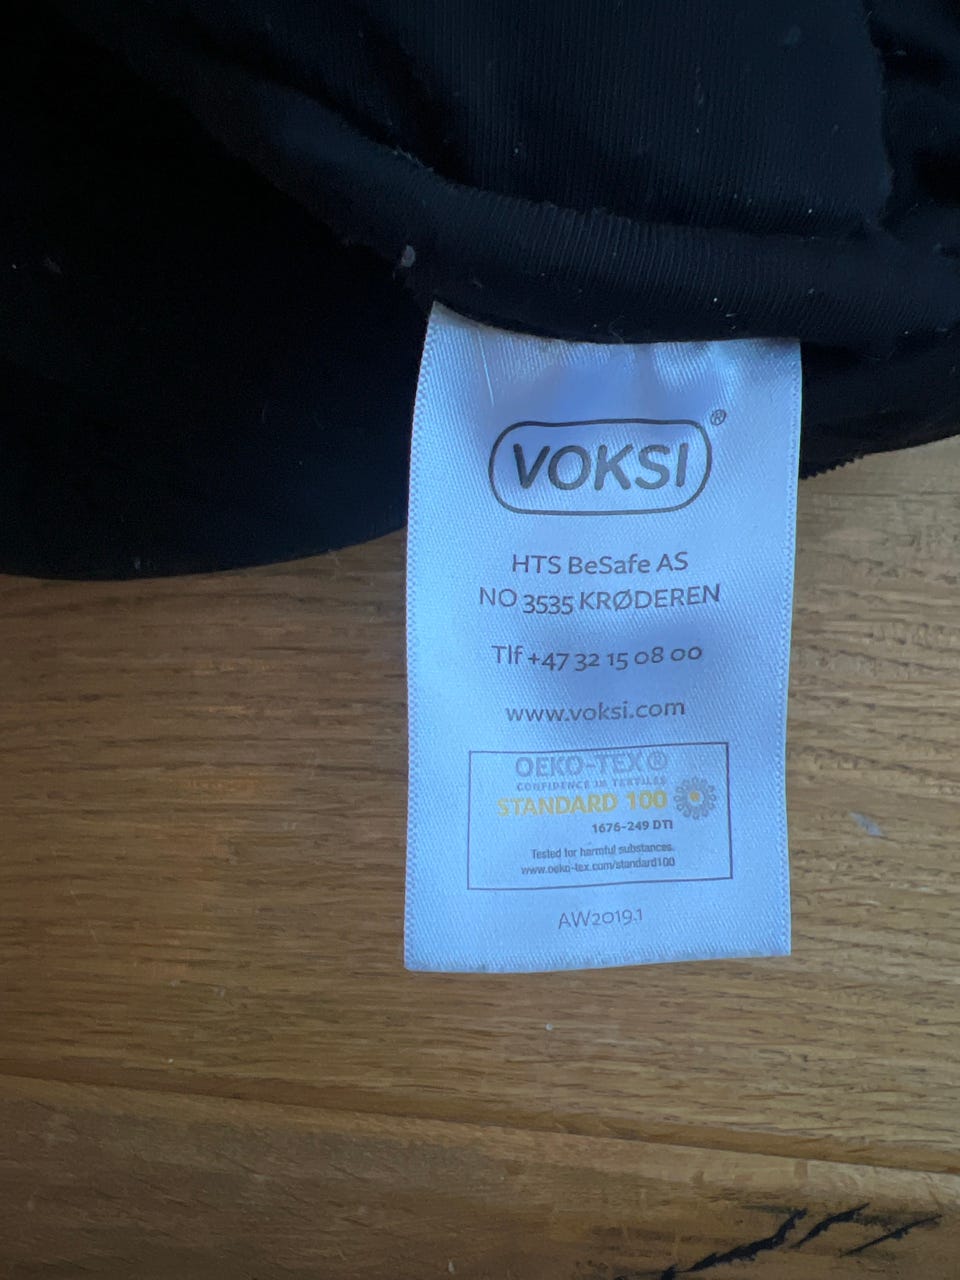 VOKSI®
HTS BeSafe AS
NO 3535 KRØDEREN
Tlf +47 32 15 08 00
www.voksi.com
OEKO-TEX®
CONFIDENCE IN TEXTILES
STANDARD 100
1676-249 DTI
Tested for harmful substances.
www.oeko-tex.com/standard100
AW2019.1